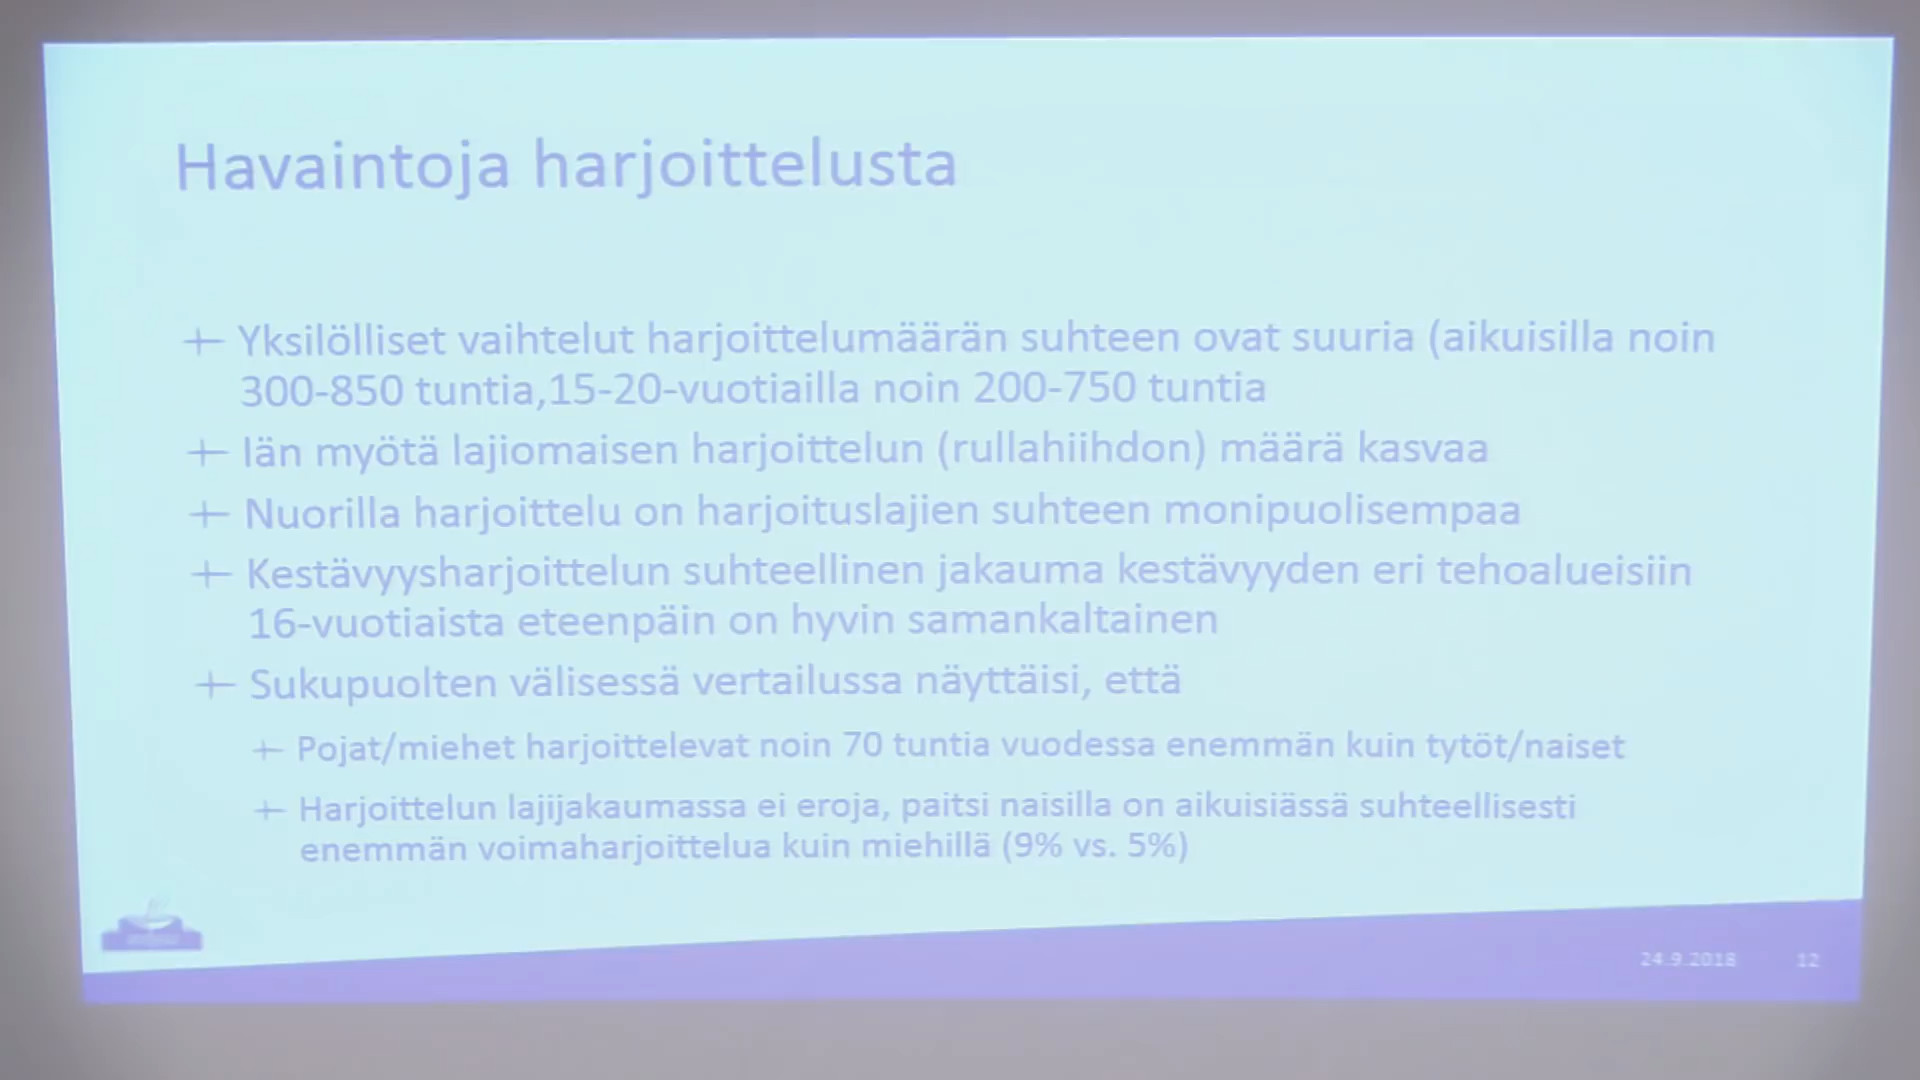 Havaintoja harjoittelusta
Yksilölliset vaihtelut harjoittelumäärän suhteen ovat suuria (aikuisilla noin
300-850 tuntia,15-20-vuotiailla noin 200-750 tuntia
Iän myötä lajiomaisen harjoittelun (rullahiihdon) määrä kasvaa
Nuorilla harjoittelu on harjoituslajien suhteen monipuolisempaa
Kestävyysharjoittelun suhteellinen jakauma kestävyyden eri tehoalueisiin
16-vuotiaista eteenpäin on hyvin samankaltainen
Sukupuolten välisessä vertailussa näyttäisi, että
Pojat/miehet harjoittelevat noin 70 tuntia vuodessa enemmän kuin tytöt/naiset
Harjoittelun lajijakaumassa ei eroja, paitsi naisilla on aikuisiässä suhteellisesti
enemmän voimaharjoittelua kuin miehillä (9% vs. 5%)
24.9.2018 12